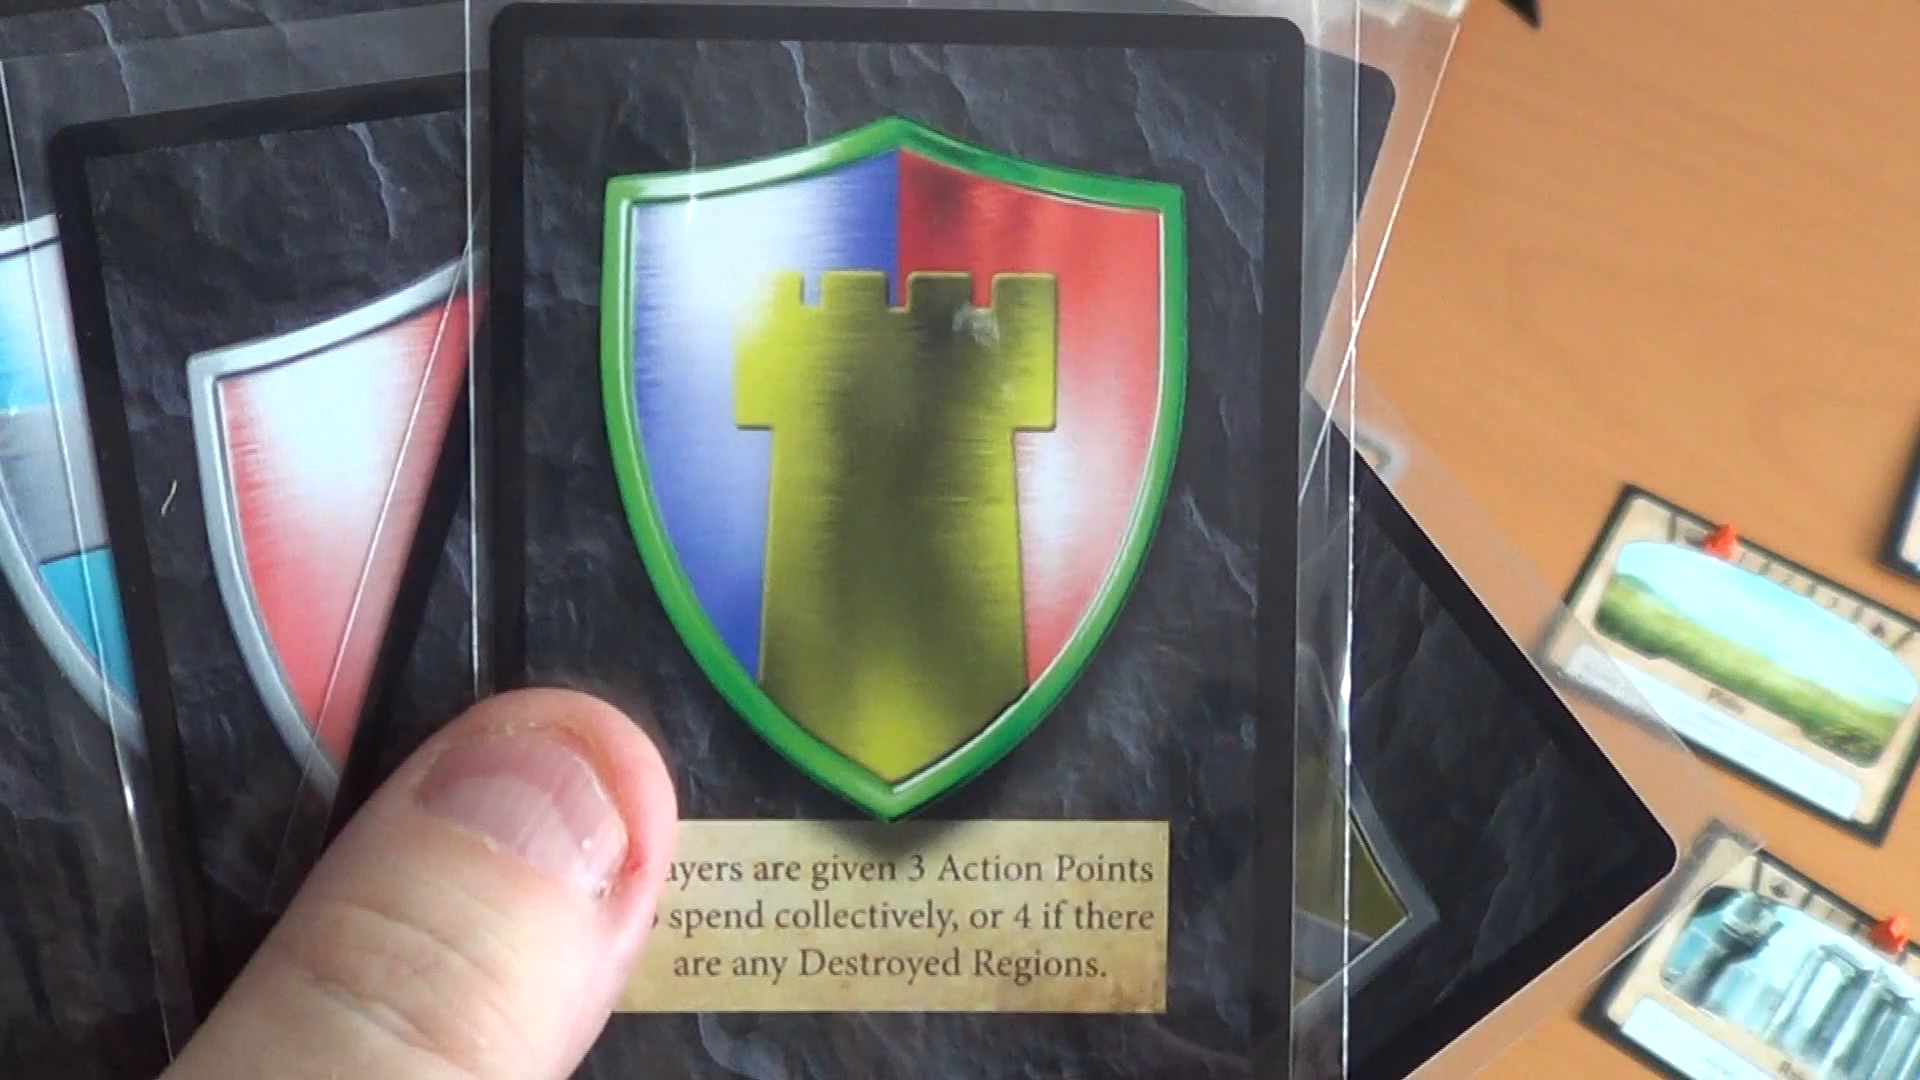 ayers are given 3 Action Points
spend collectively, or 4 if there
are any Destroyed Regions.